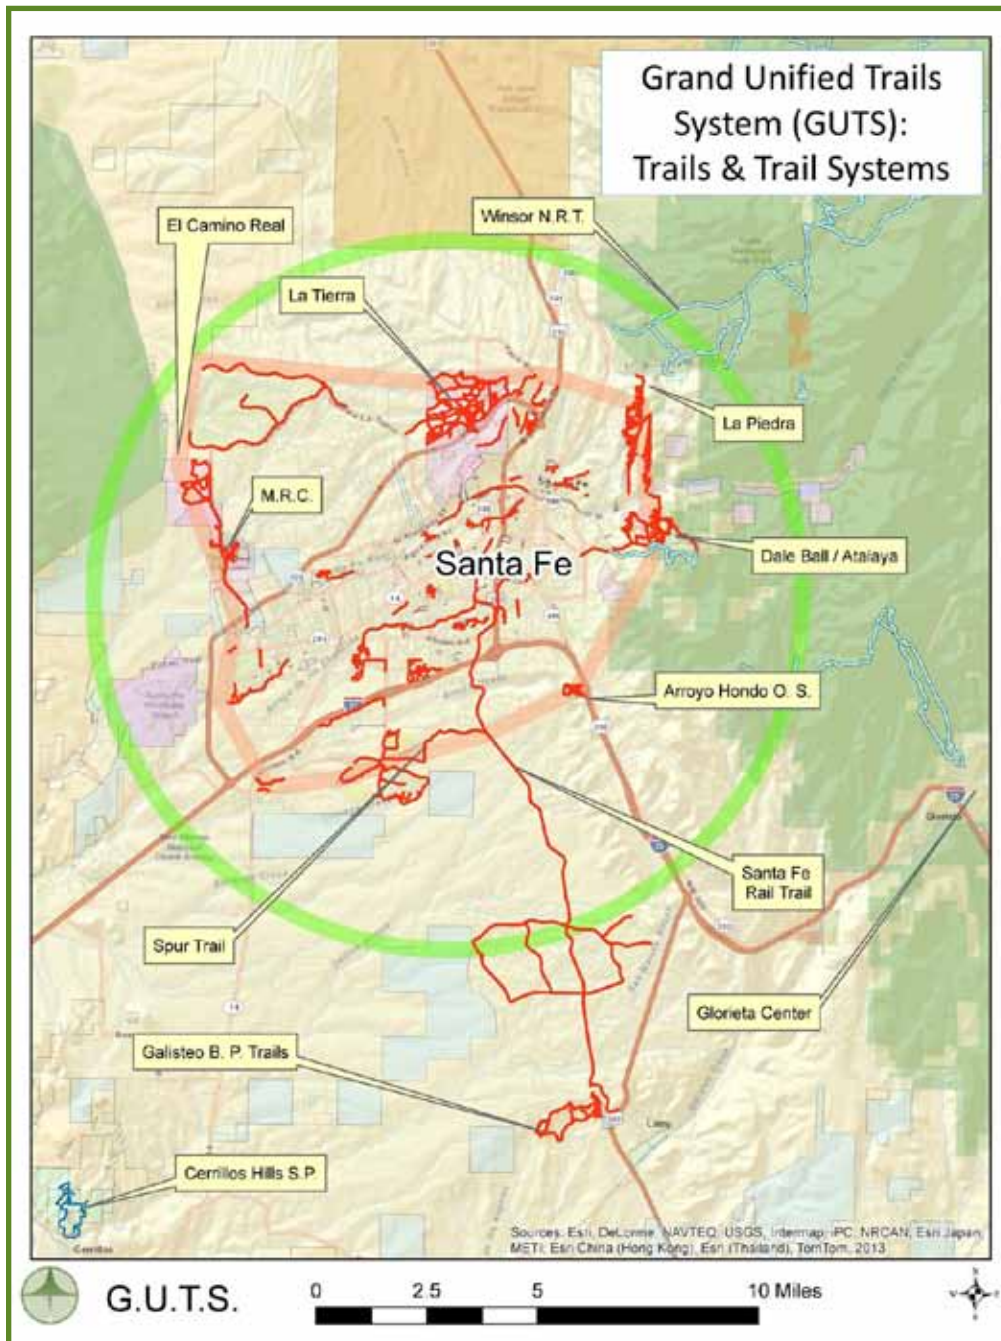 Grand Unified Trails
System (GUTS):
Trails & Trail Systems
Winsor N.R.T.
El Camino Real
La Tierra
La Piedra
M.R.C.
Dale Ball / Atalaya
Santa Fe
Arroyo Hondo O. S.
Glorieta
Santa Fe
Rail Trail
Spur Trail
Glorieta Center
Galisteo B. P. Trails
Lamy
Cerrillos Hills S.P.
Cerrillos
Sources: Esri, DeLorme, NAVTEQ, USGS, Intermap, iPC, NRCAN, Esri Japan,
METI, Esri China (Hong Kong), Esri (Thailand), TomTom, 2013
G.U.T.S.
0 2.5 5 10 Miles